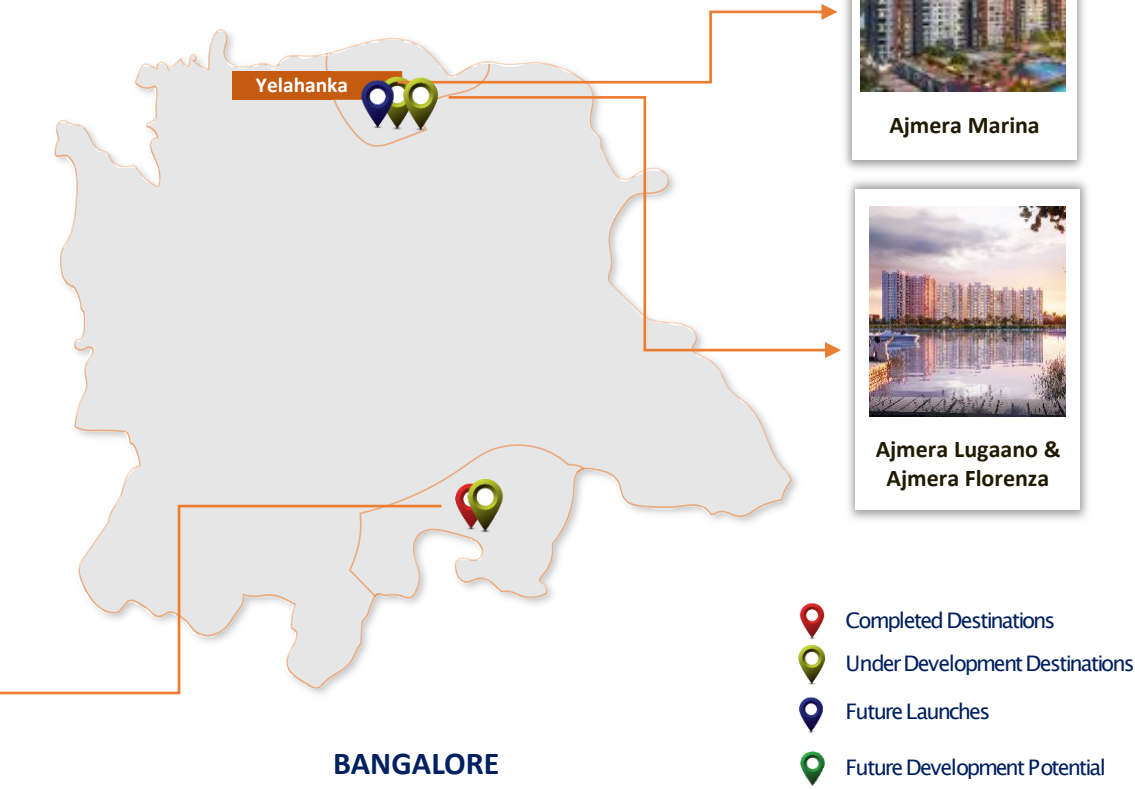 Yelahanka
Ajmera Marina
Ajmera Lugaano &
Ajmera Florenza
Completed Destinations
Under Development Destinations
Future Launches
Future Development Potential
BANGALORE